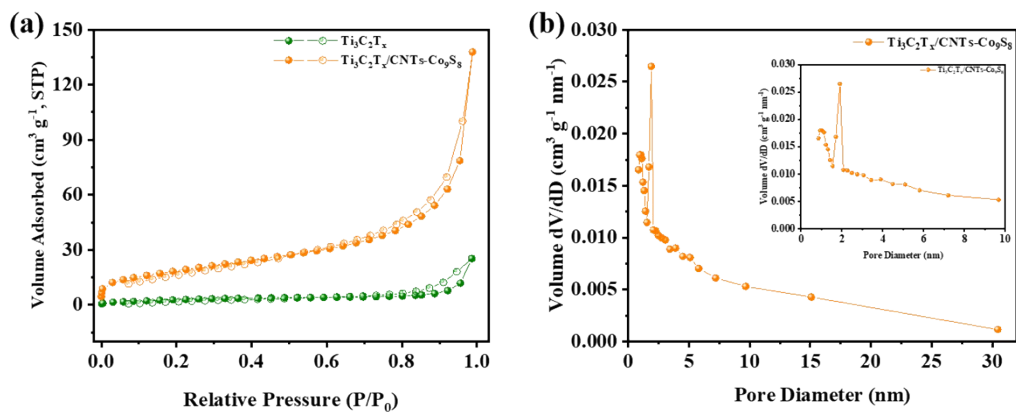 (a)
Ti₃C₂Tₓ
Ti₃C₂Tₓ/CNTs-Co₉S₈
Volume Adsorbed (cm³ g⁻¹, STP)
150
120
90
60
30
0
0.0 0.2 0.4 0.6 0.8 1.0
Relative Pressure (P/P₀)
(b)
Ti₃C₂Tₓ/CNTs-Co₉S₈
Volume dV/dD (cm³ g⁻¹ nm⁻¹)
0.030
0.025
0.020
0.015
0.010
0.005
0.000
0 5 10 15 20 25 30
Pore Diameter (nm)
Ti₃C₂Tₓ/CNTs-Co₉S₈
Volume dV/dD (cm³ g⁻¹ nm⁻¹)
0.030
0.025
0.020
0.015
0.010
0.005
0.000
0 2 4 6 8 10
Pore Diameter (nm)